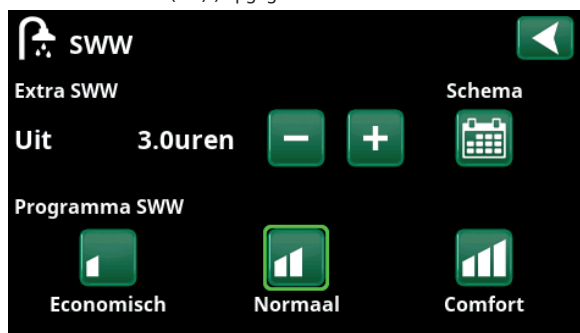 SWW
Extra SWW Schema
Uit 3.0uren
Programma SWW
Economisch Normaal Comfort